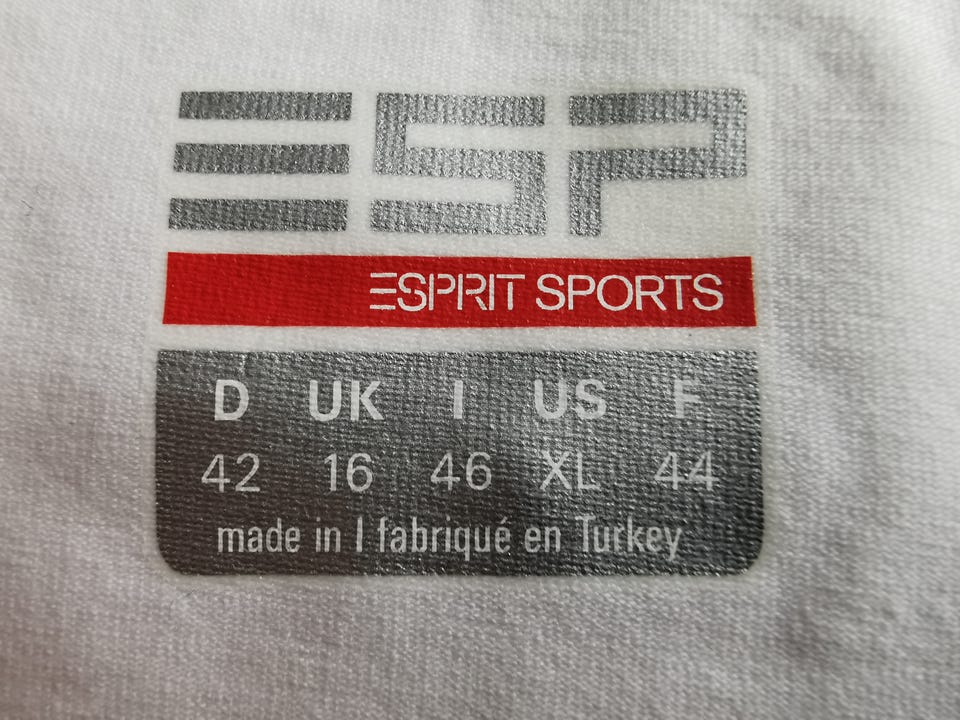 ESP
ESPRIT SPORTS
D UK I US F
42 16 46 XL 44
made in | fabriqué en Turkey